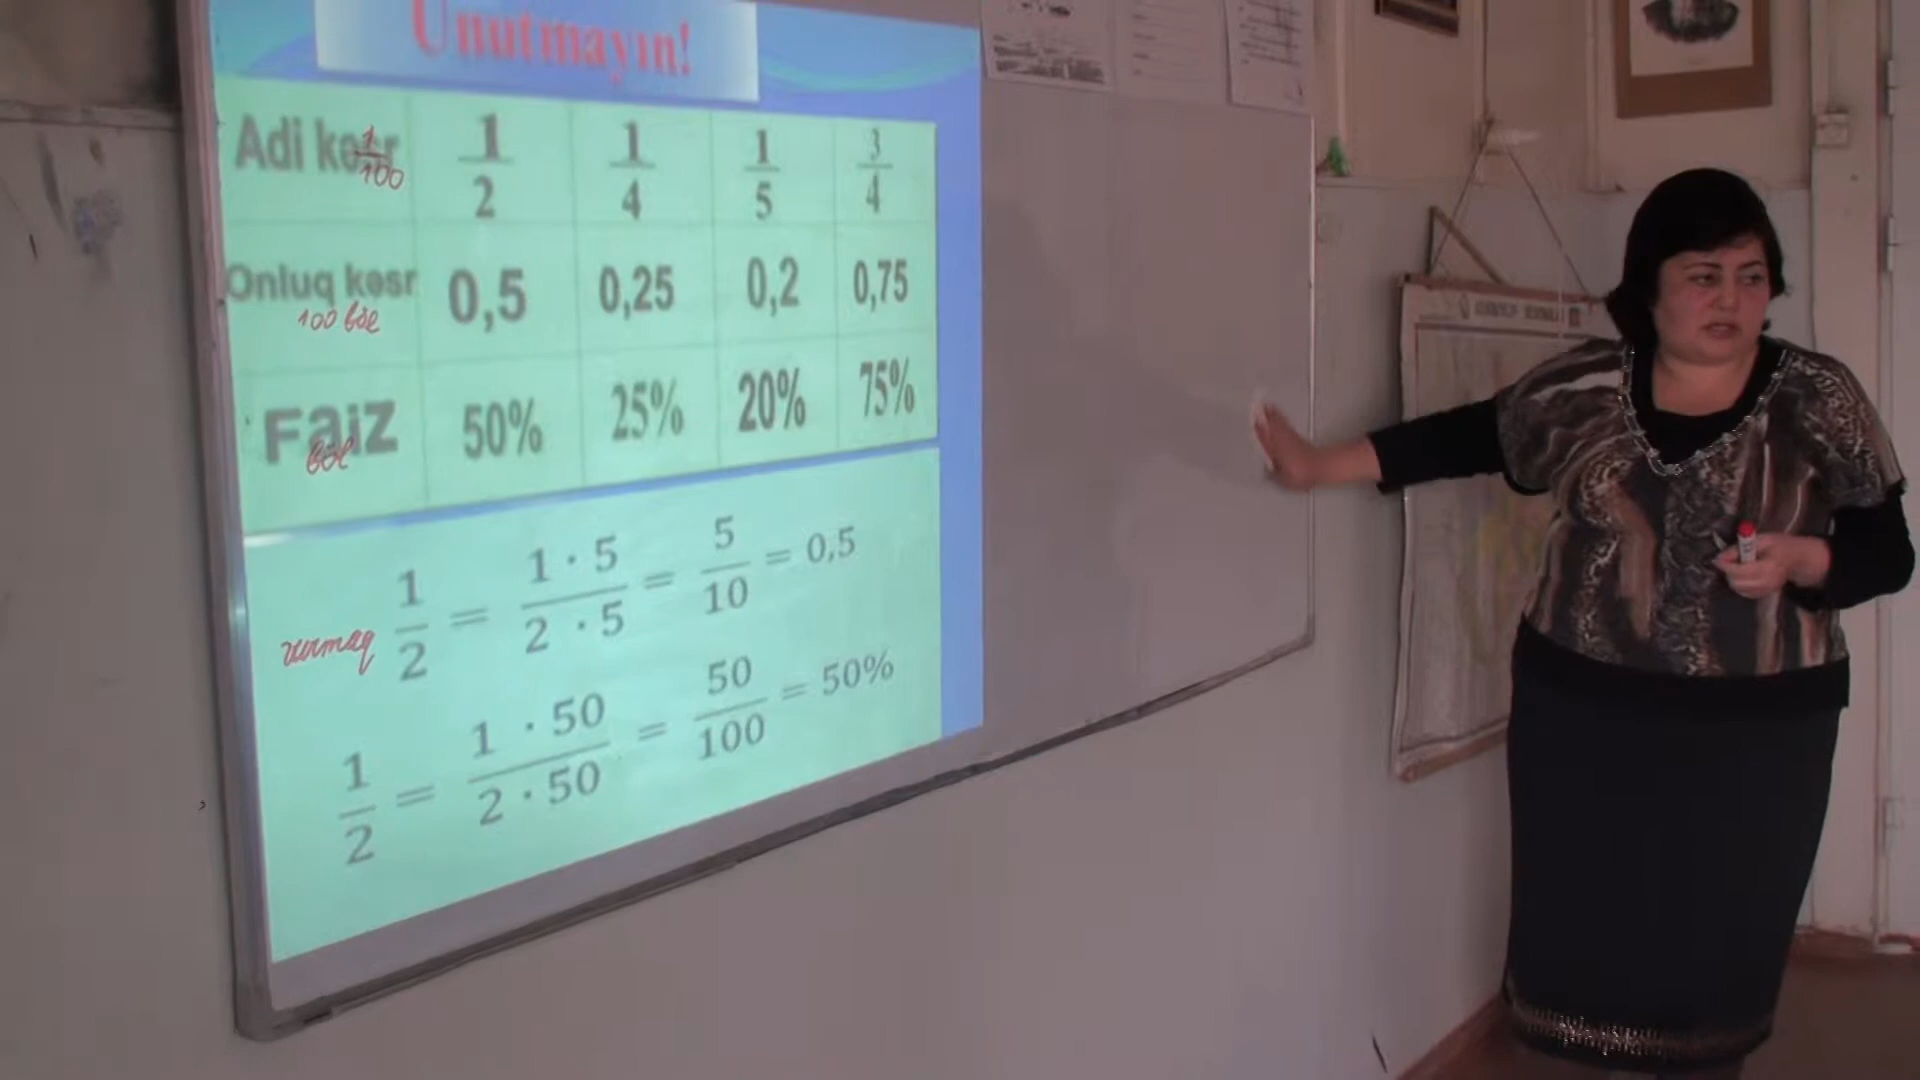 Unutmayın!
Adi kəsr 1/100 1/2 1/4 1/5 3/4
Onluq kəsr 0,5 0,25 0,2 0,75
100 böl
Faiz 50% 25% 20% 75%
böl
1/2 = 1 · 5 / 2 · 5 = 5/10 = 0,5
vurmaq
1/2 = 1 · 50 / 2 · 50 = 50/100 = 50%